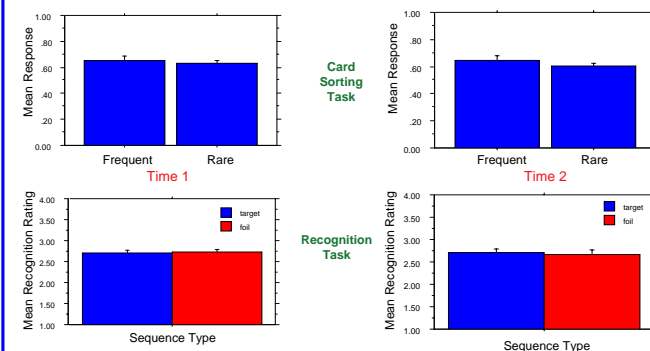 Mean Response
1.00
.80
.60
.40
.20
0.00
Frequent Rare
Time 1
Card
Sorting
Task
Mean Response
1.00
.80
.60
.40
.20
0.00
Frequent Rare
Time 2
Mean Recognition Rating
4.00
3.50
3.00
2.50
2.00
1.50
1.00
target
foil
Sequence Type
Recognition
Task
Mean Recognition Rating
4.00
3.50
3.00
2.50
2.00
1.50
1.00
target
foil
Sequence Type